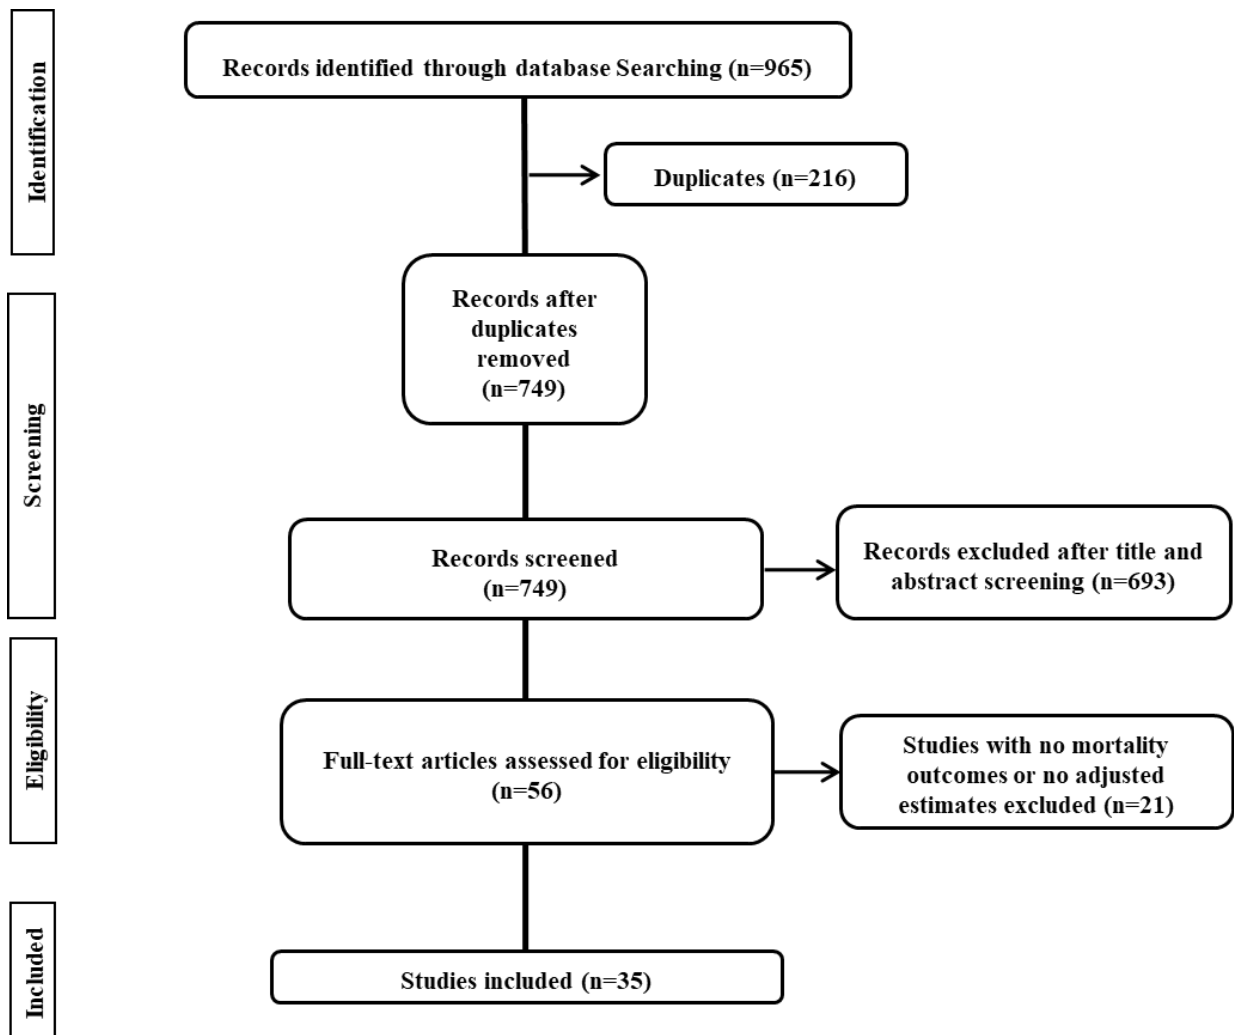 Identification
Records identified through database Searching (n=965)
Duplicates (n=216)
Screening
Records after
duplicates
removed
(n=749)
Records screened
(n=749)
Records excluded after title and
abstract screening (n=693)
Eligibility
Full-text articles assessed for eligibility
(n=56)
Studies with no mortality
outcomes or no adjusted
estimates excluded (n=21)
Included
Studies included (n=35)